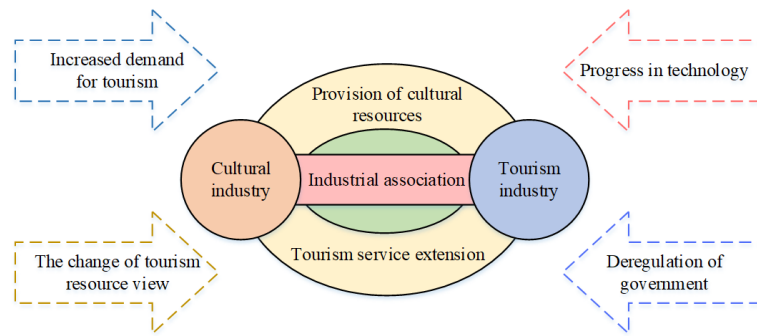 Increased demand
for tourism
Progress in technology
Provision of cultural
resources
Cultural
industry
Industrial association
Tourism
industry
Tourism service extension
The change of tourism
resource view
Deregulation of
government